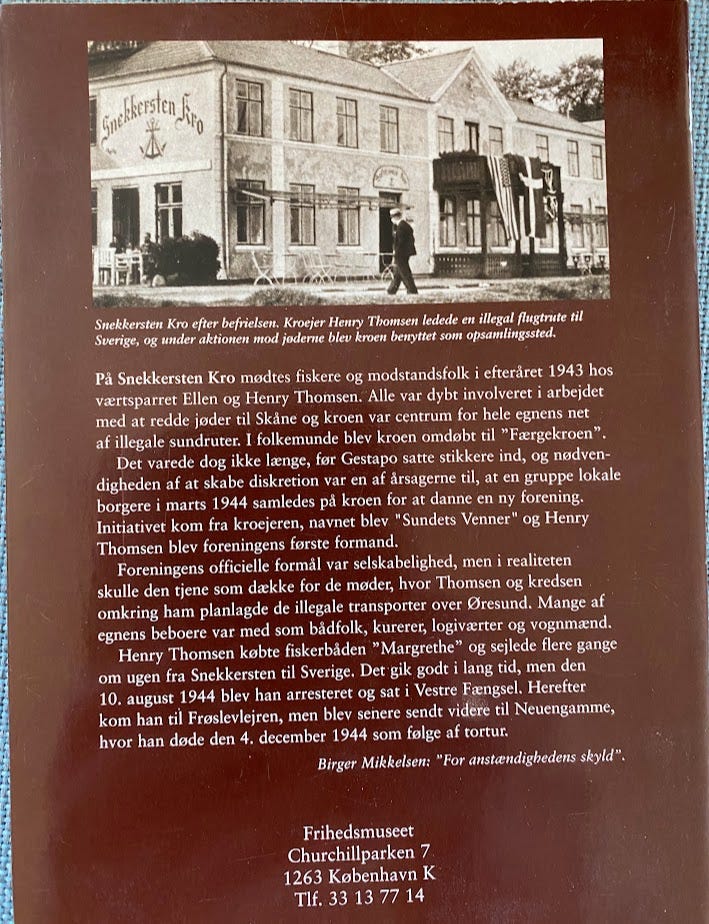 Snekkersten Kro
Snekkersten Kro efter befrielsen. Kroejer Henry Thomsen ledede en illegal flugtrute til
Sverige, og under aktionen mod jøderne blev kroen benyttet som opsamlingssted.
På Snekkersten Kro mødtes fiskere og modstandsfolk i efteråret 1943 hos
værtsparret Ellen og Henry Thomsen. Alle var dybt involveret i arbejdet
med at redde jøder til Skåne og kroen var centrum for hele egnens net
af illegale sundruter. I folkemunde blev kroen omdøbt til ”Færgekroen”.
Det varede dog ikke længe, før Gestapo satte stikkere ind, og nødven-
digheden af at skabe diskretion var en af årsagerne til, at en gruppe lokale
borgere i marts 1944 samledes på kroen for at danne en ny forening.
Initiativet kom fra kroejeren, navnet blev "Sundets Venner" og Henry
Thomsen blev foreningens første formand.
Foreningens officielle formål var selskabelighed, men i realiteten
skulle den tjene som dække for de møder, hvor Thomsen og kredsen
omkring ham planlagde de illegale transporter over Øresund. Mange af
egnens beboere var med som bådfolk, kurerer, logiværter og vognmænd.
Henry Thomsen købte fiskerbåden ”Margrethe” og sejlede flere gange
om ugen fra Snekkersten til Sverige. Det gik godt i lang tid, men den
10. august 1944 blev han arresteret og sat i Vestre Fængsel. Herefter
kom han til Frøslevlejren, men blev senere sendt videre til Neuengamme,
hvor han døde den 4. december 1944 som følge af tortur.
Birger Mikkelsen: ”For anstændighedens skyld”.
Frihedsmuseet
Churchillparken 7
1263 København K
Tlf. 33 13 77 14